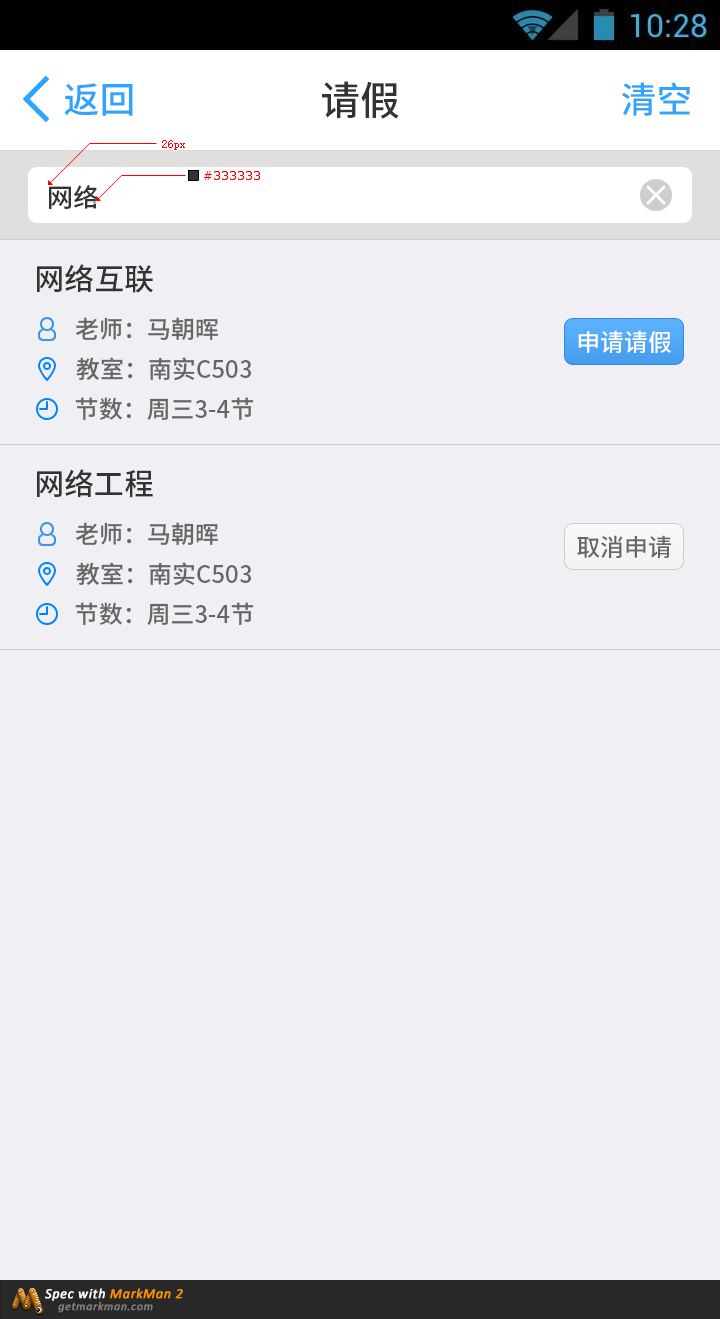 10:28
返回 请假 清空
26px
#333333
网络
网络互联
老师：马朝晖
教室：南实C503
节数：周三3-4节
申请请假
网络工程
老师：马朝晖
教室：南实C503
节数：周三3-4节
取消申请
Spec with MarkMan 2
getmarkman.com